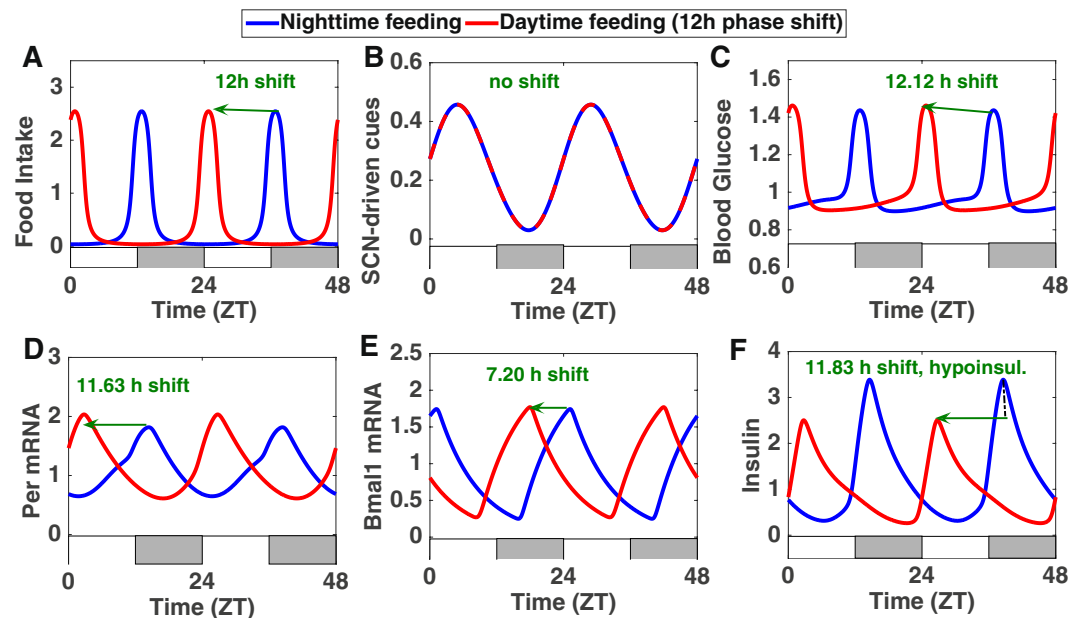 Nighttime feeding Daytime feeding (12h phase shift)
A
Food Intake
12h shift
3
2
1
0
0 24 48
Time (ZT)
B
SCN-driven cues
no shift
0.6
0.4
0.2
0
0 24 48
Time (ZT)
C
Blood Glucose
12.12 h shift
1.6
1.4
1.2
1
0.8
0.6
0 24 48
Time (ZT)
D
Per mRNA
11.63 h shift
3
2
1
0
0 24 48
Time (ZT)
E
Bmal1 mRNA
7.20 h shift
2.5
2
1.5
1
0.5
0
0 24 48
Time (ZT)
F
Insulin
11.83 h shift, hypoinsul.
4
3
2
1
0
0 24 48
Time (ZT)